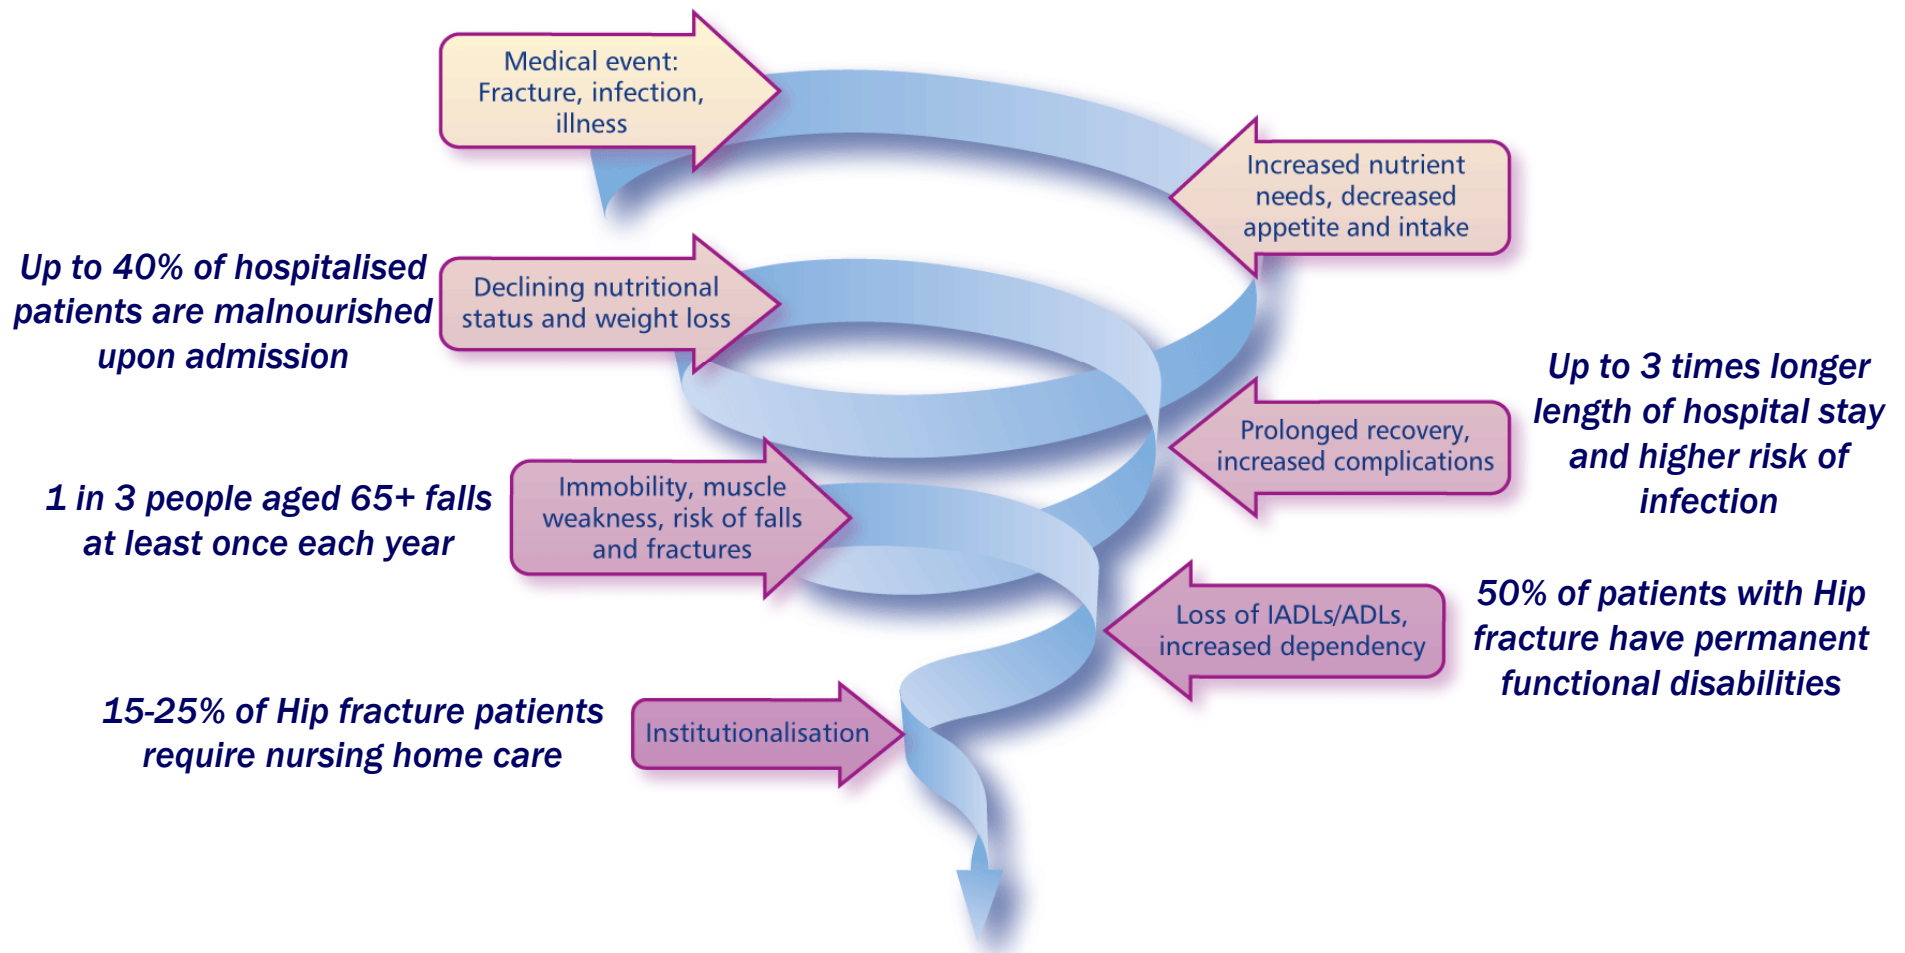 Medical event:
Fracture, infection,
illness
Increased nutrient
needs, decreased
appetite and intake
Up to 40% of hospitalised
patients are malnourished
upon admission
Declining nutritional
status and weight loss
Up to 3 times longer
length of hospital stay
and higher risk of
infection
Prolonged recovery,
increased complications
1 in 3 people aged 65+ falls
at least once each year
Immobility, muscle
weakness, risk of falls
and fractures
Loss of IADLs/ADLs,
increased dependency
50% of patients with Hip
fracture have permanent
functional disabilities
15-25% of Hip fracture patients
require nursing home care
Institutionalisation